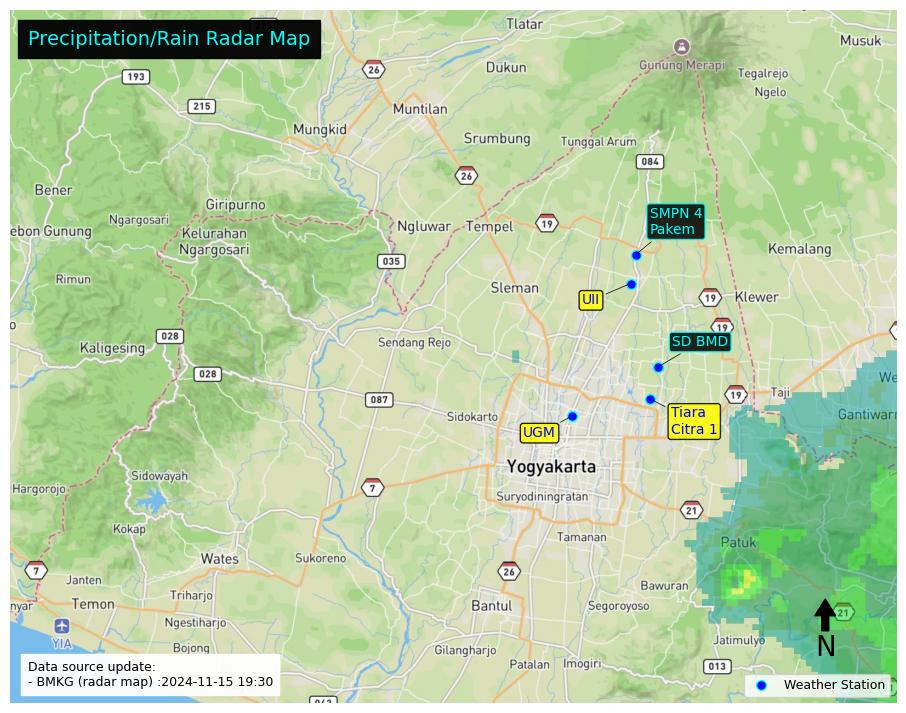 Precipitation/Rain Radar Map
Tlatar
Musuk
26
Gunung Merapi
193
Dukun
Tegalrejo
Ngelo
215
Muntilan
Mungkid
Srumbung
Tunggal Arum
084
26
Bener
Giripurno
SMPN 4
Pakem
Ngargosari
ebon Gunung
Kelurahan
Ngargosari
Ngluwar
Tempel
19
Kemalang
035
Rimun
Sleman
UII
19
Klewer
19
028
Kaligesing
Sendang Rejo
SD BMD
028
We
087
19
Taji
Sidokarto
Tiara
Citra 1
Gantiwarn
UGM
Yogyakarta
Sidowayah
Hargorojo
7
Suryodiningratan
21
Kokap
Tamanan
Patuk
Wates
Sukoreno
7
26
Janten
Bawuran
nyar
Temon
Triharjo
Bantul
Segoroyoso
21
Ngestiharjo
YIA
Jatimulyo
N
Bojong
Gilangharjo
Patalan
Imogiri
013
Data source update:
- BMKG (radar map) :2024-11-15 19:30
Weather Station